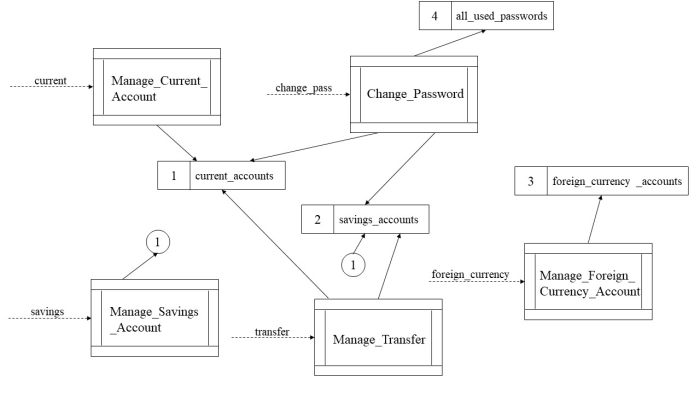 4 all_used_passwords
current
Manage_Current_
Account
change_pass
Change_Password
1 current_accounts
3 foreign_currency _accounts
2 savings_accounts
1
1
foreign_currency
Manage_Foreign_
Currency_Account
savings
Manage_Savings
_Account
transfer
Manage_Transfer